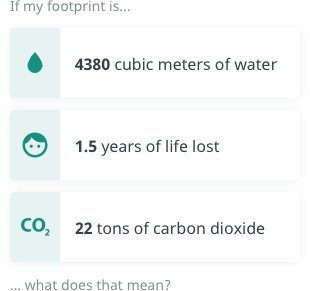 If my footprint is...
4380 cubic meters of water
1.5 years of life lost
CO2
22 tons of carbon dioxide
... what does that mean?